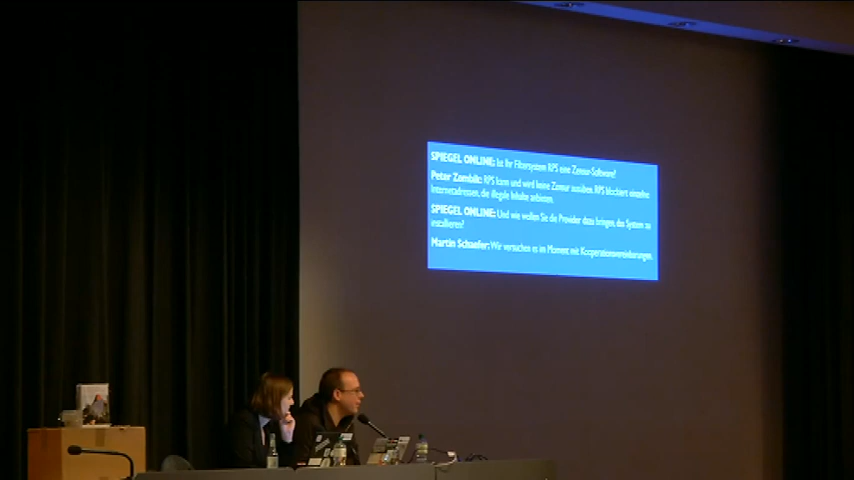 SPIEGEL ONLINE: Ist Ihr Filtersystem RPS eine Zensur-Software?
Peter Zombik: RPS kann und wird keine Zensur ausüben. RPS blockiert einzelne
Internetadressen, die illegale Inhalte anbieten.
SPIEGEL ONLINE: Und wie wollen Sie die Provider dazu bringen, das System zu
installieren?
Martin Schaefer: Wir versuchen es im Moment mit Kooperationsvereinbarungen.